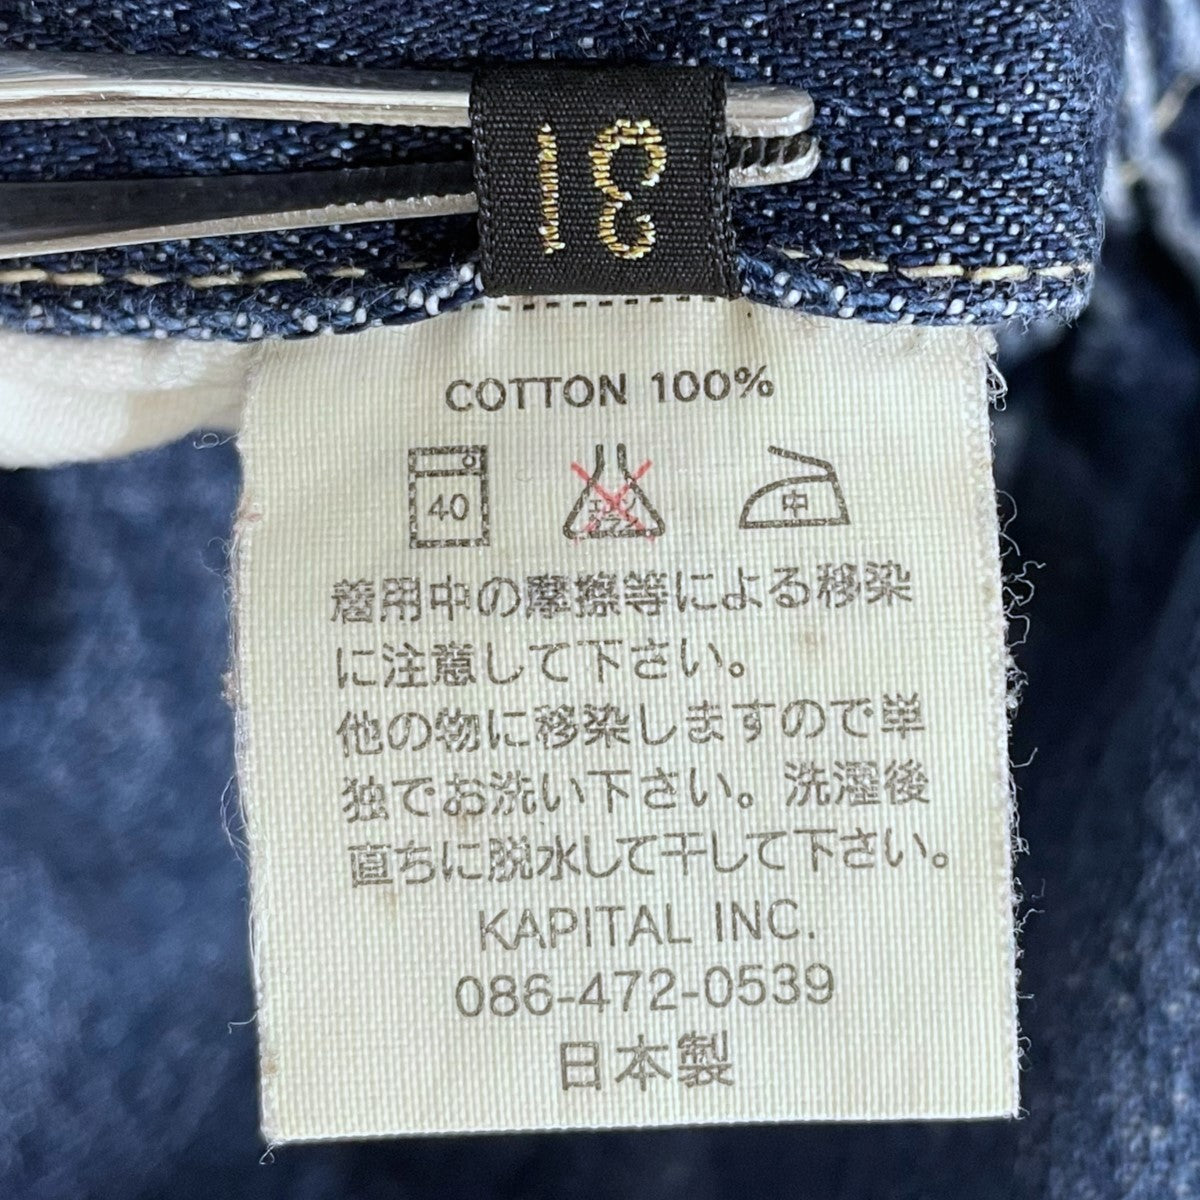 31
COTTON 100%
40
中
着用中の摩擦等による移染
に注意して下さい。
他の物に移染しますので単
独でお洗い下さい。洗濯後
直ちに脱水して干して下さい。
KAPITAL INC.
086-472-0539
日本製